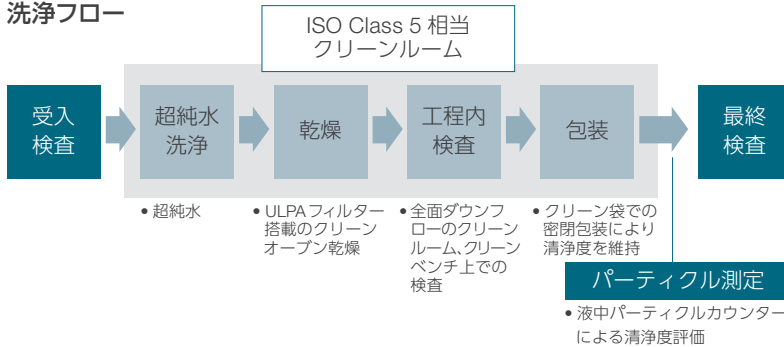 洗浄フロー
ISO Class 5 相当
クリーンルーム
受入
検査
超純水
洗浄
乾燥
工程内
検査
包装
最終
検査
• 超純水
• ULPAフィルター
搭載のクリーン
オーブン乾燥
• 全面ダウンフ
ローのクリーン
ルーム、クリーン
ベンチ上での
検査
• クリーン袋での
密閉包装により
清浄度を維持
パーティクル測定
• 液中パーティクルカウンター
による清浄度評価